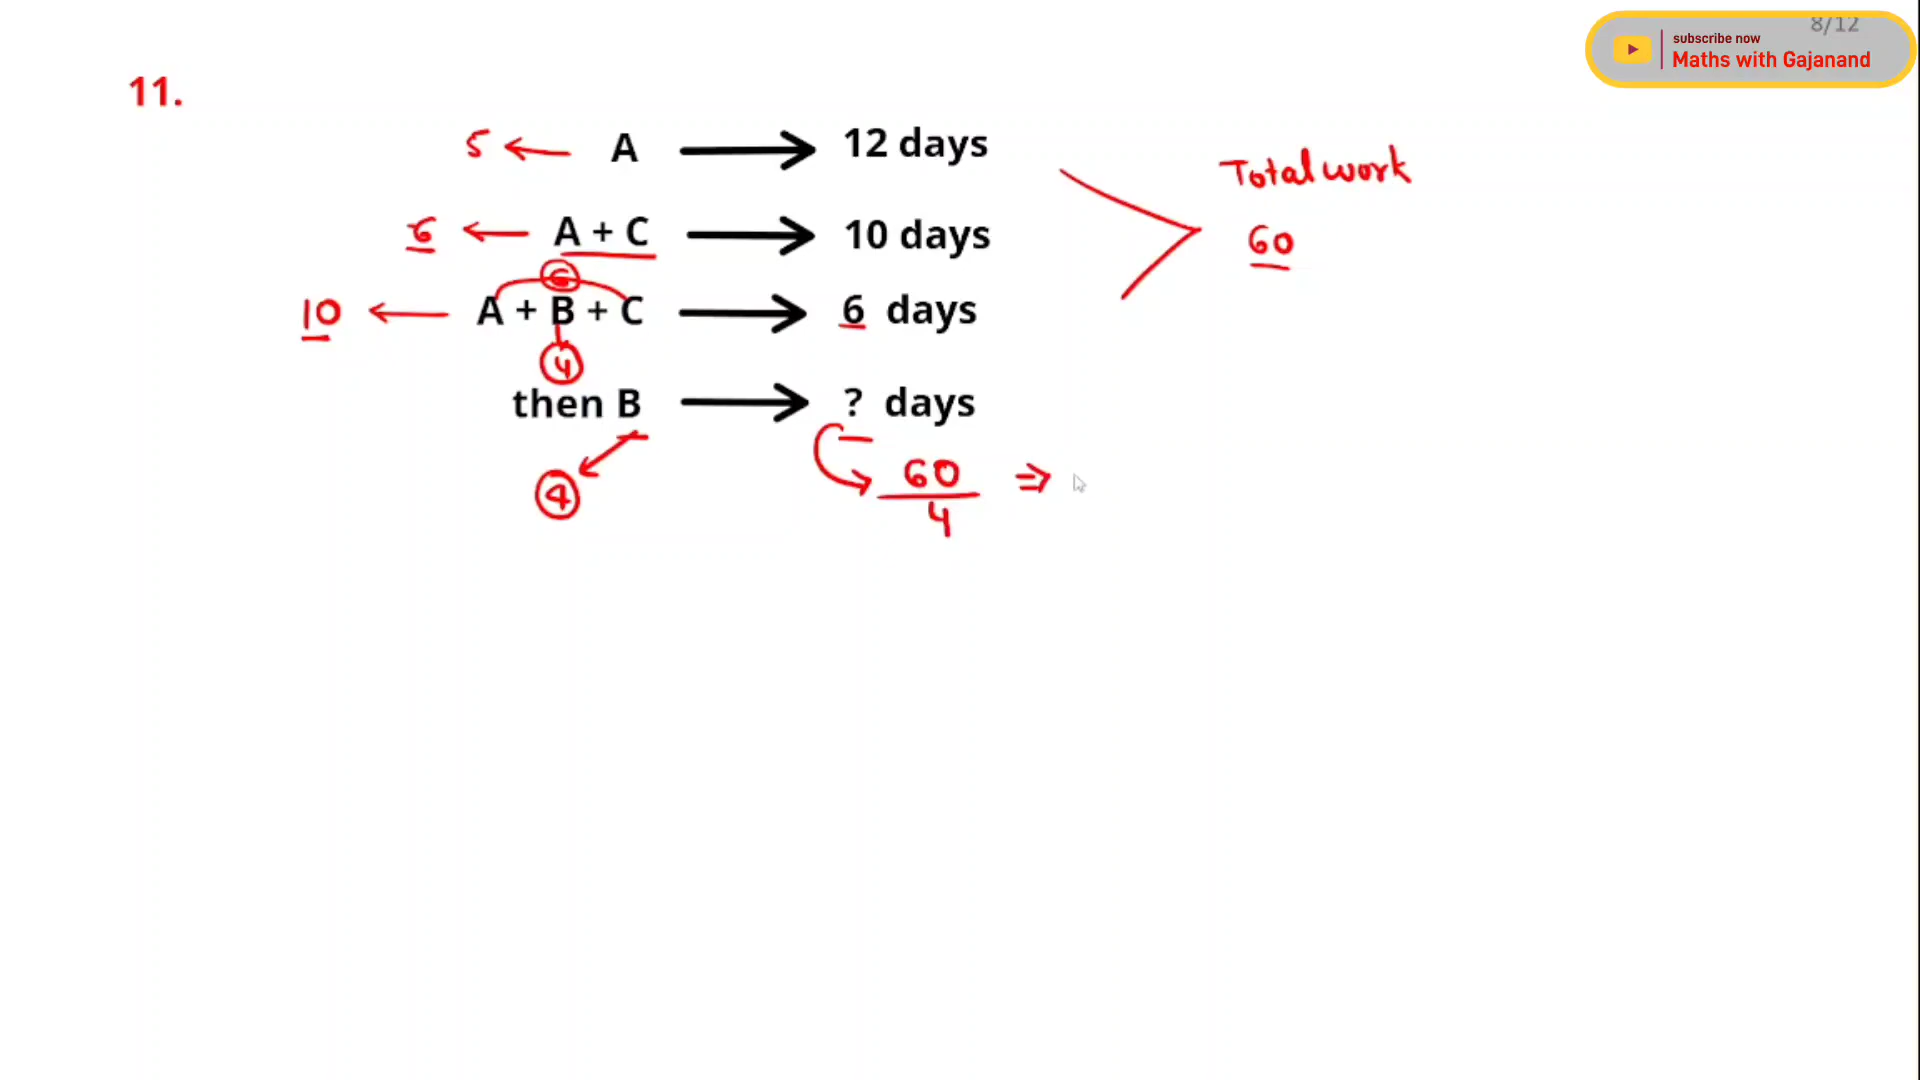 8/12
subscribe now
Maths with Gajanand
11.
5 ← A → 12 days
Total work
6 ← A + C → 10 days
60
6
10 ← A + B + C → 6 days
4
then B → ? days
4
60/4 ⇒